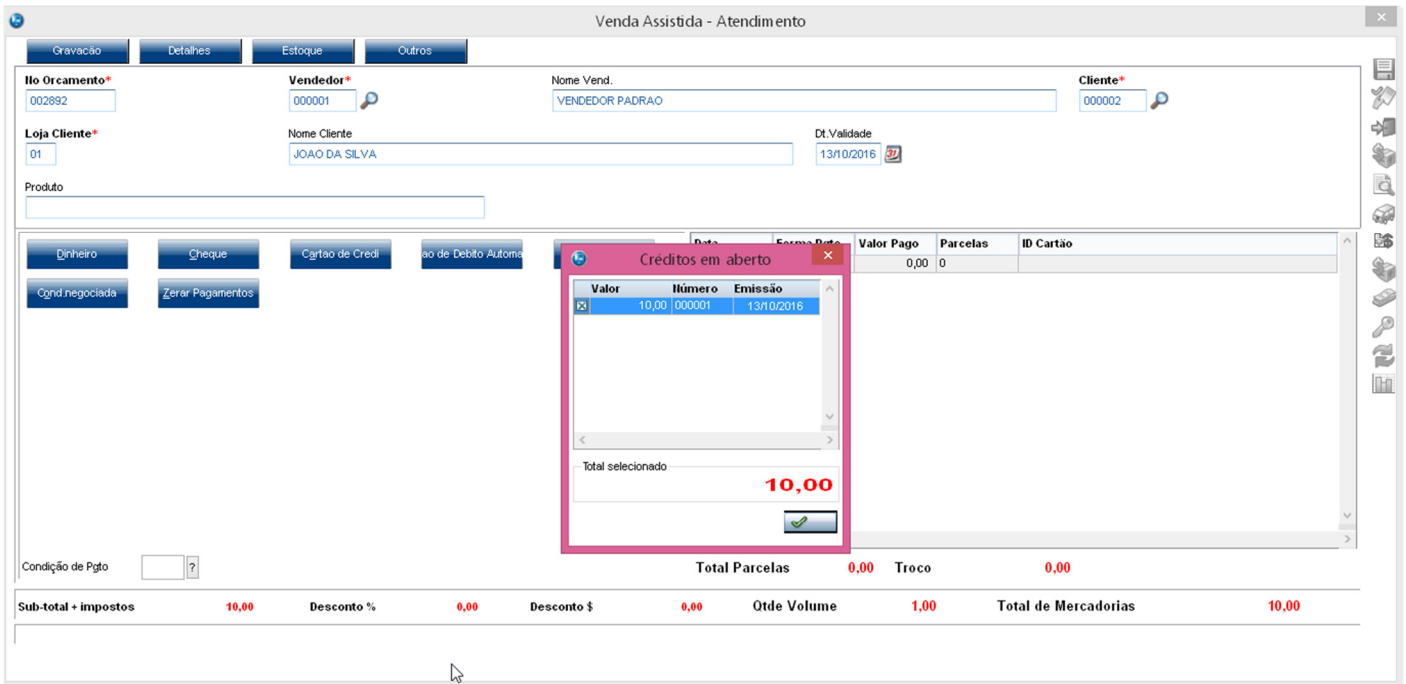 Venda Assistida - Atendimento
Gravacão Detalhes Estoque Outros
No Orcamento* Vendedor* Nome Vend. Cliente*
002892 000001 VENDEDOR PADRAO 000002
Loja Cliente* Nome Cliente Dt.Validade
01 JOAO DA SILVA 13/10/2016
Produto
Dinheiro Cheque Cartao de Credi ao de Debito Automa
Cond.negociada Zerar Pagamentos
Data Forma Pgto Valor Pago Parcelas ID Cartão
0,00 0
Créditos em aberto
Valor Número Emissão
10,00 000001 13/10/2016
Total selecionado
10,00
Condição de Pgto ? Total Parcelas 0,00 Troco 0,00
Sub-total + impostos 10,00 Desconto % 0,00 Desconto $ 0,00 Qtde Volume 1,00 Total de Mercadorias 10,00